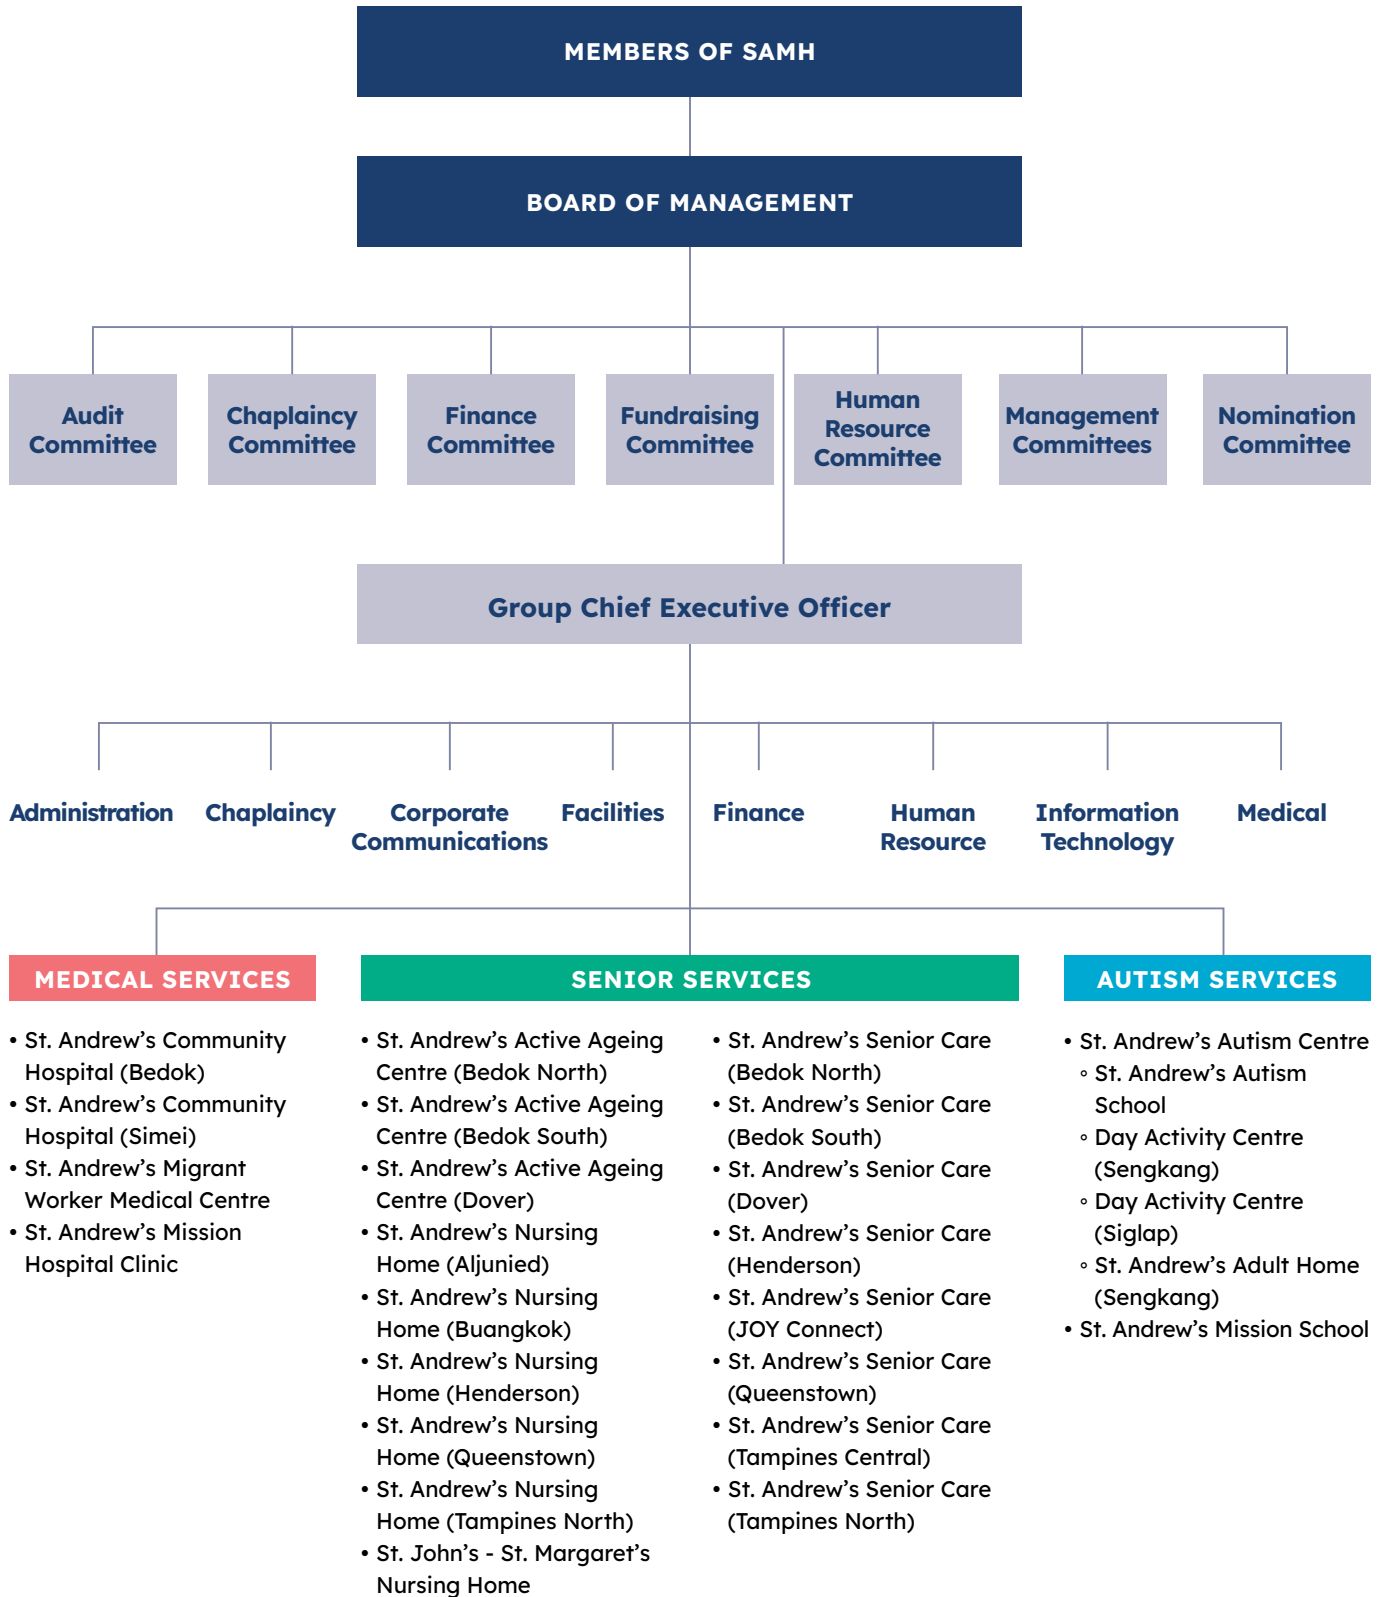 MEMBERS OF SAMH
BOARD OF MANAGEMENT
Audit
Committee
Chaplaincy
Committee
Finance
Committee
Fundraising
Committee
Human
Resource
Committee
Management
Committees
Nomination
Committee
Group Chief Executive Officer
Administration
Chaplaincy
Corporate
Communications
Facilities
Finance
Human
Resource
Information
Technology
Medical
MEDICAL SERVICES
• St. Andrew’s Community
Hospital (Bedok)
• St. Andrew’s Community
Hospital (Simei)
• St. Andrew’s Migrant
Worker Medical Centre
• St. Andrew’s Mission
Hospital Clinic
SENIOR SERVICES
• St. Andrew’s Active Ageing
Centre (Bedok North)
• St. Andrew’s Active Ageing
Centre (Bedok South)
• St. Andrew’s Active Ageing
Centre (Dover)
• St. Andrew’s Nursing
Home (Aljunied)
• St. Andrew’s Nursing
Home (Buangkok)
• St. Andrew’s Nursing
Home (Henderson)
• St. Andrew’s Nursing
Home (Queenstown)
• St. Andrew’s Nursing
Home (Tampines North)
• St. John’s - St. Margaret’s
Nursing Home
• St. Andrew’s Senior Care
(Bedok North)
• St. Andrew’s Senior Care
(Bedok South)
• St. Andrew’s Senior Care
(Dover)
• St. Andrew’s Senior Care
(Henderson)
• St. Andrew’s Senior Care
(JOY Connect)
• St. Andrew’s Senior Care
(Queenstown)
• St. Andrew’s Senior Care
(Tampines Central)
• St. Andrew’s Senior Care
(Tampines North)
AUTISM SERVICES
• St. Andrew’s Autism Centre
◦ St. Andrew’s Autism
School
◦ Day Activity Centre
(Sengkang)
◦ Day Activity Centre
(Siglap)
◦ St. Andrew’s Adult Home
(Sengkang)
• St. Andrew’s Mission School